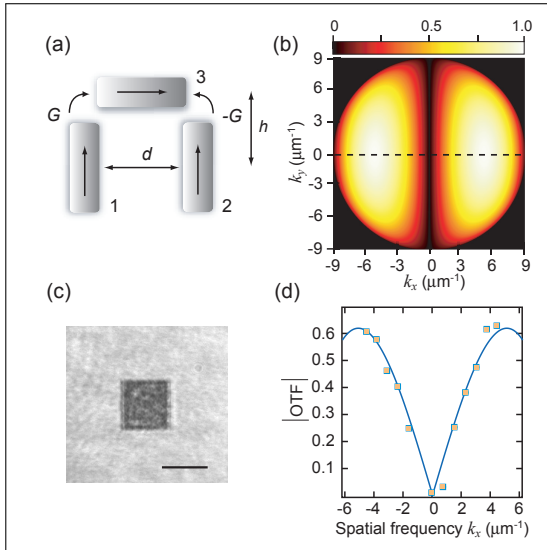 (a)
3
G
-G
h
d
1
2
(b)
0 0.5 1.0
9
6
3
0
-3
-6
-9
k_y (μm⁻¹)
-9 -6 -3 0 3 6 9
k_x (μm⁻¹)
(c)
(d)
0.6
0.5
0.4
0.3
0.2
0.1
|OTF|
-6 -4 -2 0 2 4 6
Spatial frequency k_x (μm⁻¹)